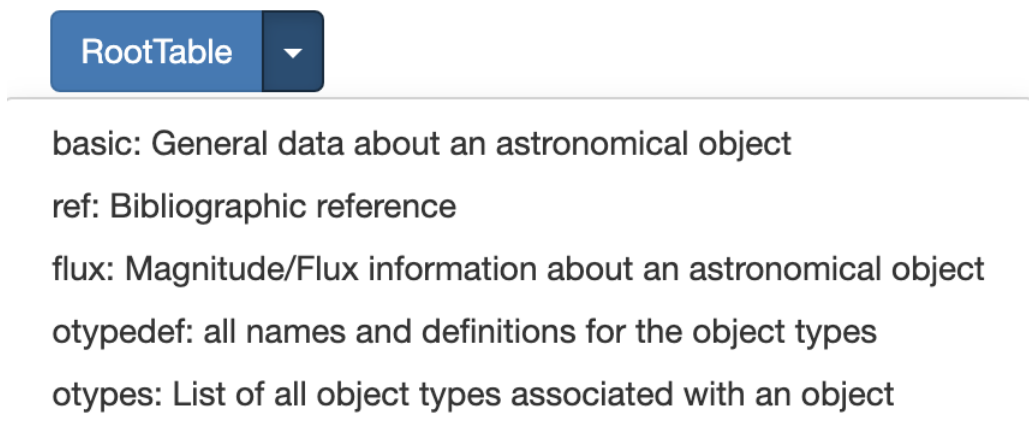 RootTable
basic: General data about an astronomical object
ref: Bibliographic reference
flux: Magnitude/Flux information about an astronomical object
otypedef: all names and definitions for the object types
otypes: List of all object types associated with an object